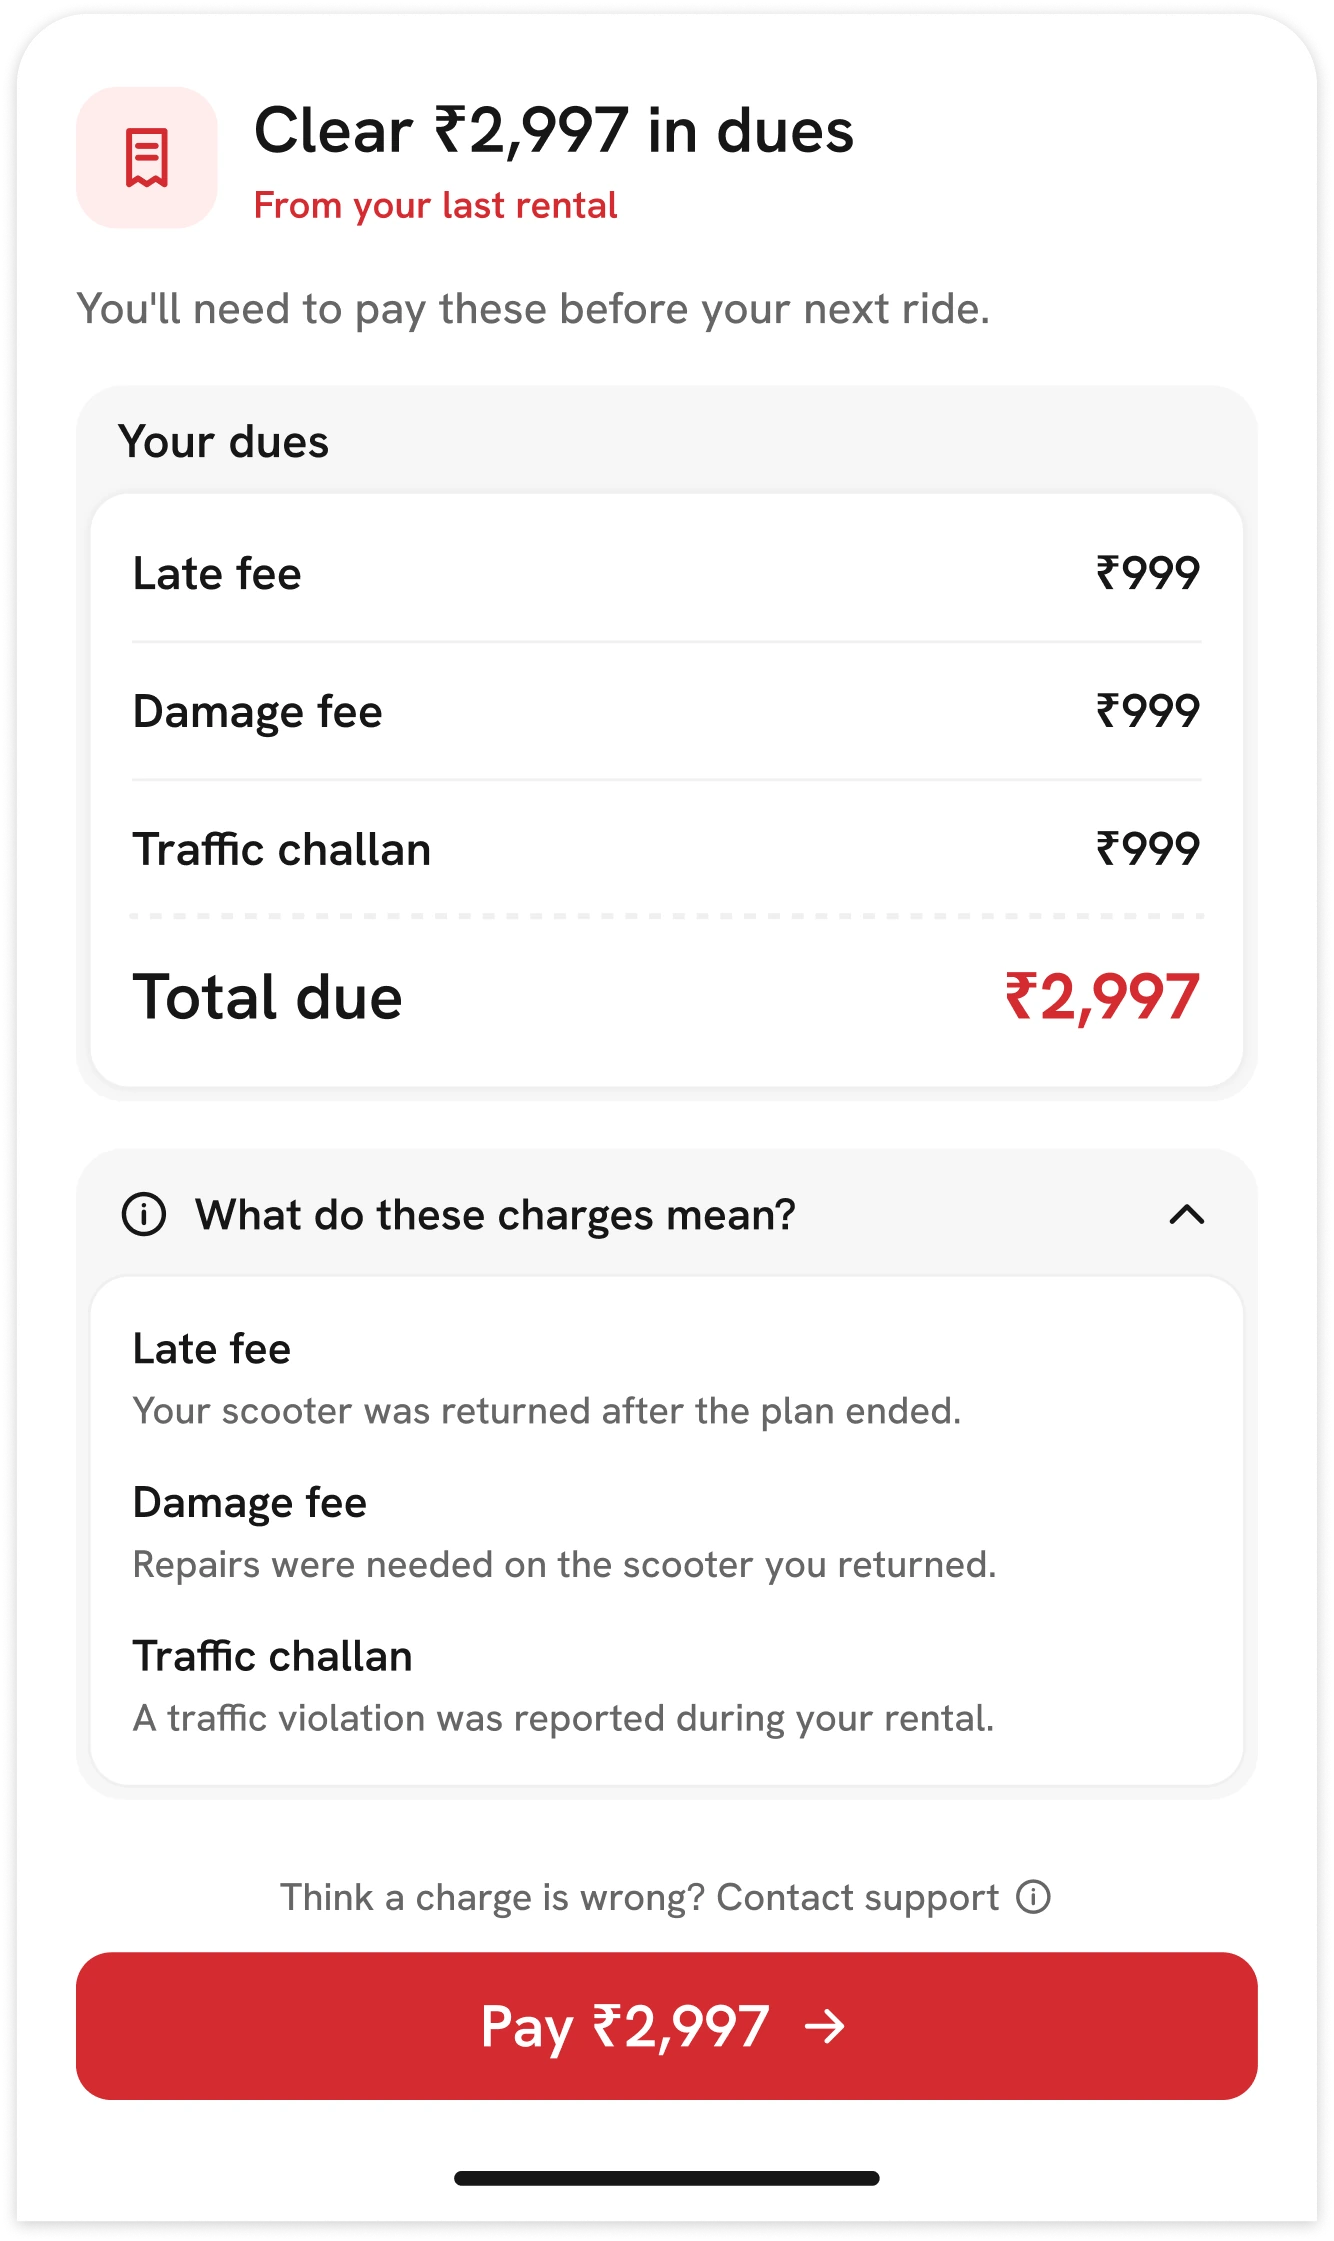 Clear ₹2,997 in dues
From your last rental
You'll need to pay these before your next ride.
Your dues
Late fee ₹999
Damage fee ₹999
Traffic challan ₹999
Total due ₹2,997
What do these charges mean?
Late fee
Your scooter was returned after the plan ended.
Damage fee
Repairs were needed on the scooter you returned.
Traffic challan
A traffic violation was reported during your rental.
Think a charge is wrong? Contact support
Pay ₹2,997 →